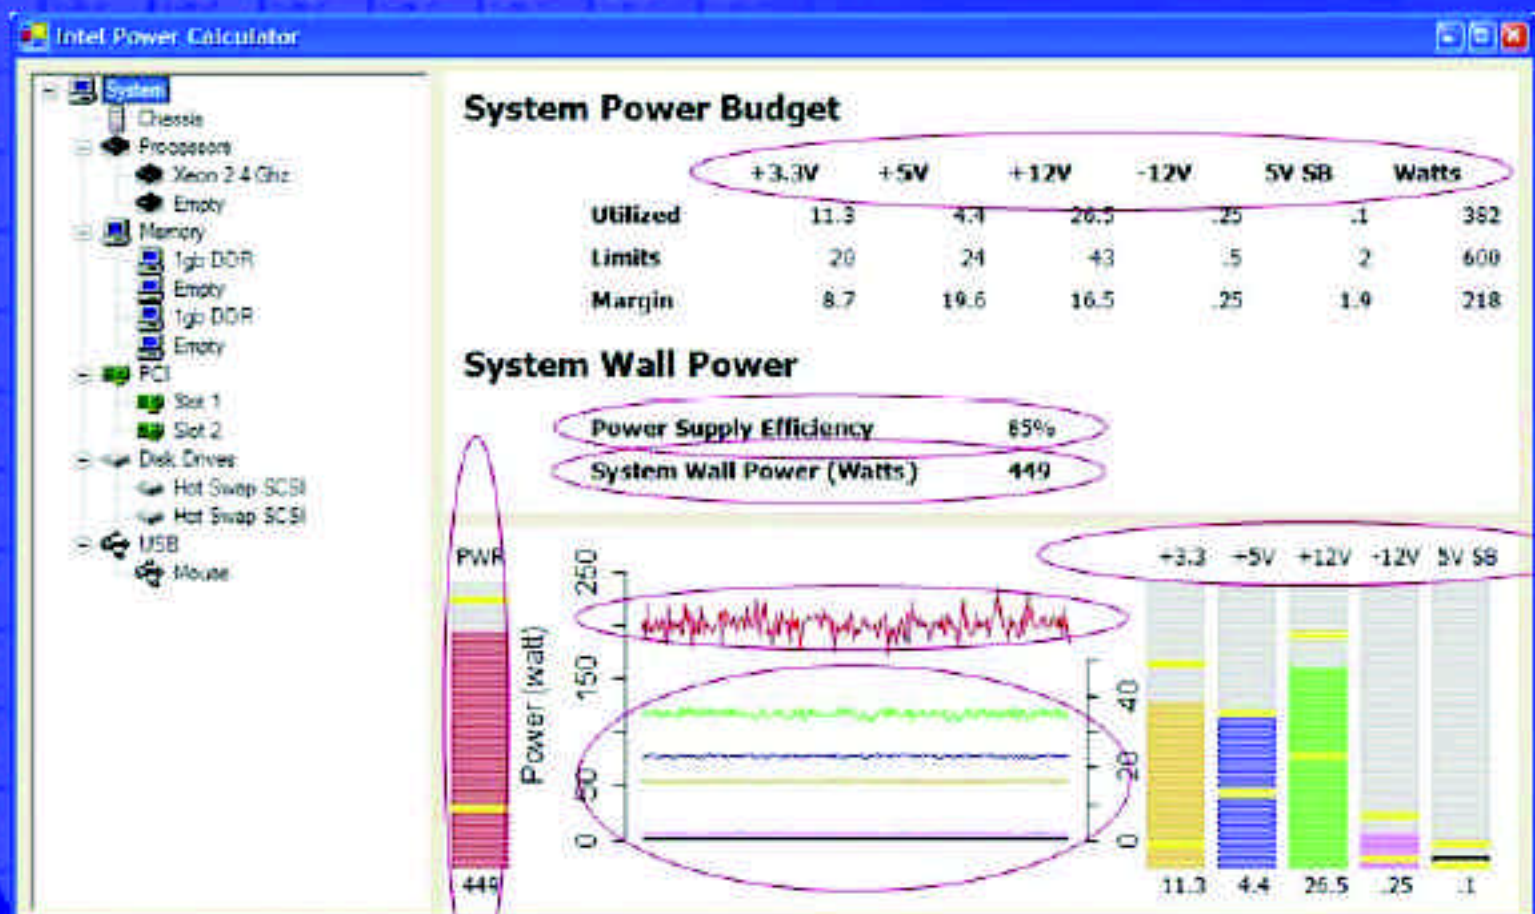 Intel Power Calculator
System
Chassis
Processors
Xeon 2.4 Ghz
Empty
Memory
1gb DDR
Empty
1gb DDR
Empty
PCI
Slot 1
Slot 2
Disk Drives
Hot Swap SCSI
Hot Swap SCSI
USB
Mouse
System Power Budget
+3.3V +5V +12V -12V 5V SB Watts
Utilized 11.3 4.4 26.5 .25 .1 382
Limits 20 24 43 .5 2 600
Margin 8.7 19.6 16.5 .25 1.9 218
System Wall Power
Power Supply Efficiency 85%
System Wall Power (Watts) 449
PWR
449
Power (watt)
250
150
50
0
40
20
0
+3.3 +5V +12V -12V 5V SB
11.3 4.4 26.5 .25 .1